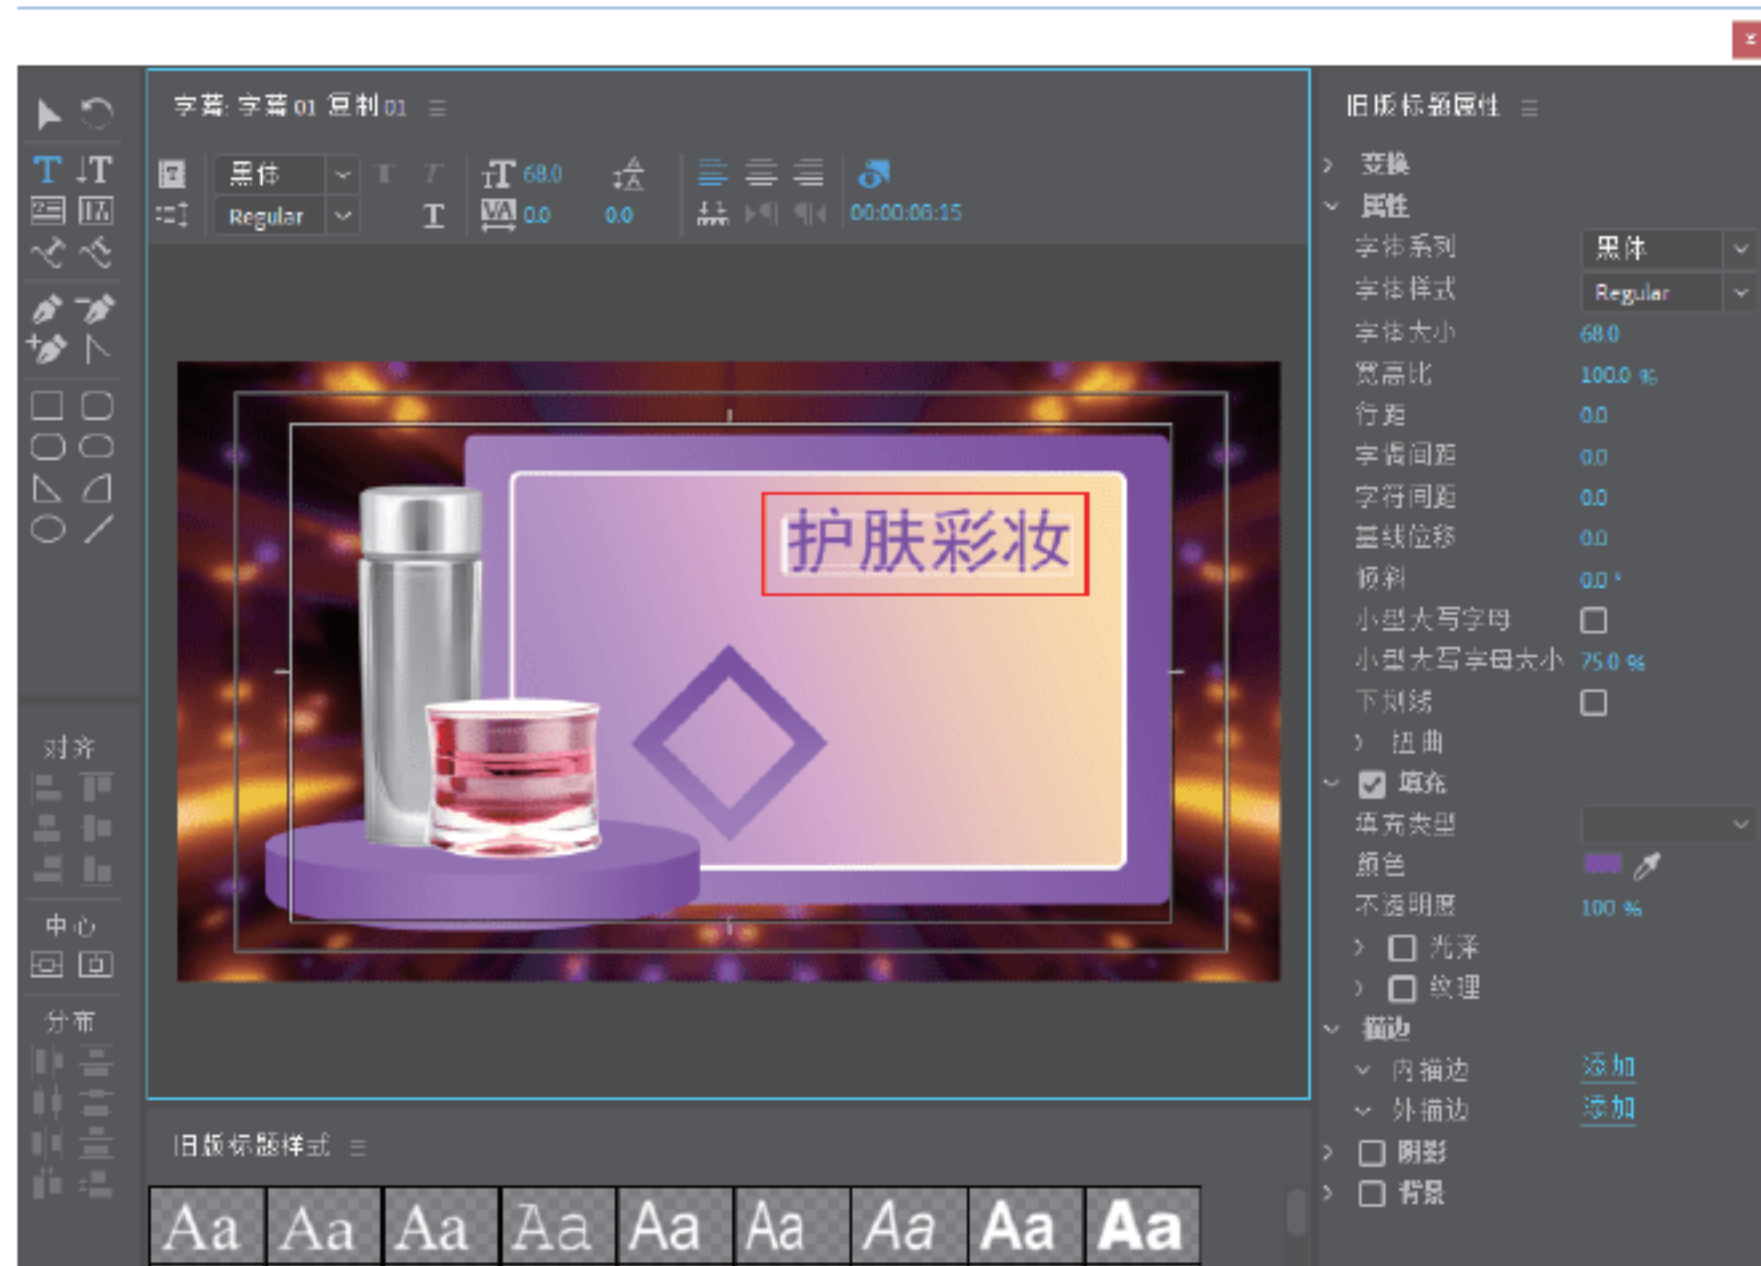 字幕: 字幕 01 复制 01
黑体
68.0
Regular
0.0
0.0
00:00:08:15
护肤彩妆
对齐
中心
分布
旧版标题样式
Aa Aa Aa Aa Aa Aa Aa Aa Aa
旧版标题属性
变换
属性
字体系列 黑体
字体样式 Regular
字体大小 68.0
宽高比 100.0 %
行距 0.0
字偶间距 0.0
字符间距 0.0
基线位移 0.0
倾斜 0.0 °
小型大写字母
小型大写字母大小 75.0 %
下划线
扭曲
填充
填充类型
颜色
不透明度 100 %
光泽
纹理
描边
内描边 添加
外描边 添加
阴影
背景